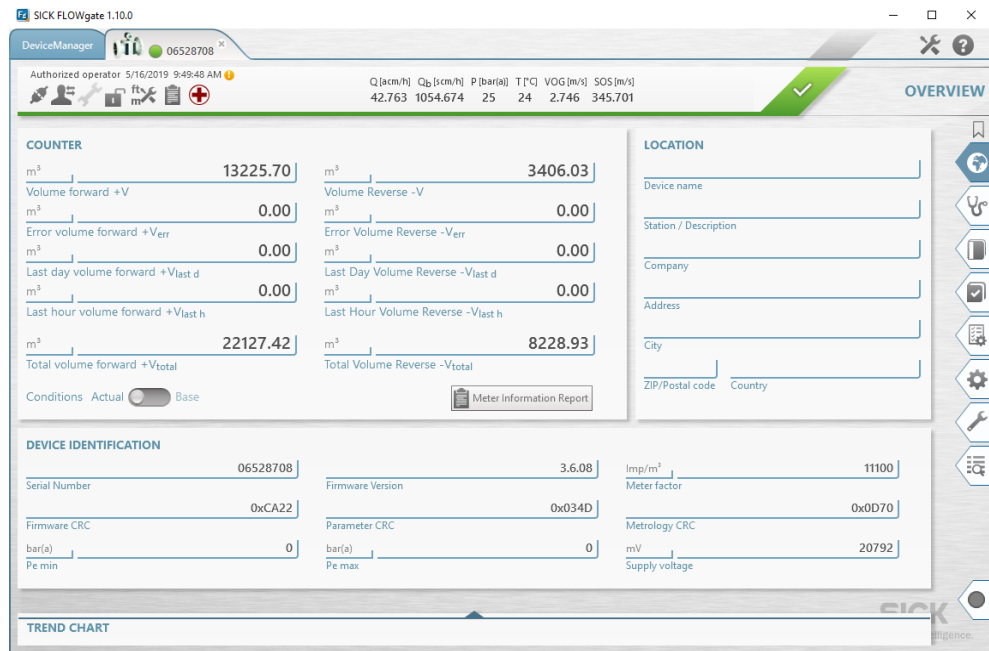 SICK FLOWgate 1.10.0
DeviceManager
06528708
Authorized operator 5/16/2019 9:49:48 AM
Q [acm/h] Qb [scm/h] P [bar(a)] T [°C] VOG [m/s] SOS [m/s]
42.763 1054.674 25 24 2.746 345.701
OVERVIEW
COUNTER
m³ 13225.70
Volume forward +V
m³ 3406.03
Volume Reverse -V
m³ 0.00
Error volume forward +Verr
m³ 0.00
Error Volume Reverse -Verr
m³ 0.00
Last day volume forward +Vlast d
m³ 0.00
Last Day Volume Reverse -Vlast d
m³ 0.00
Last hour volume forward +Vlast h
m³ 0.00
Last Hour Volume Reverse -Vlast h
m³ 22127.42
Total volume forward +Vtotal
m³ 8228.93
Total Volume Reverse -Vtotal
Conditions Actual Base
Meter Information Report
LOCATION
Device name
Station / Description
Company
Address
City
ZIP/Postal code Country
DEVICE IDENTIFICATION
06528708
Serial Number
3.6.08
Firmware Version
Imp/m³ 11100
Meter factor
0xCA22
Firmware CRC
0x034D
Parameter CRC
0x0D70
Metrology CRC
bar(a) 0
Pe min
bar(a) 0
Pe max
mV 20792
Supply voltage
SICK
TREND CHART